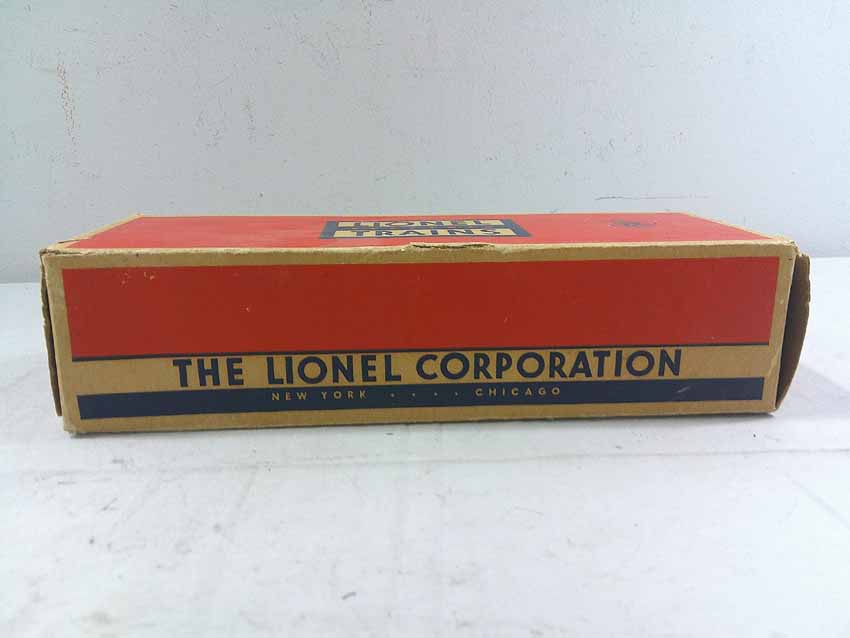 LIONEL
TRAINS
THE LIONEL CORPORATION
NEW YORK . . . . CHICAGO